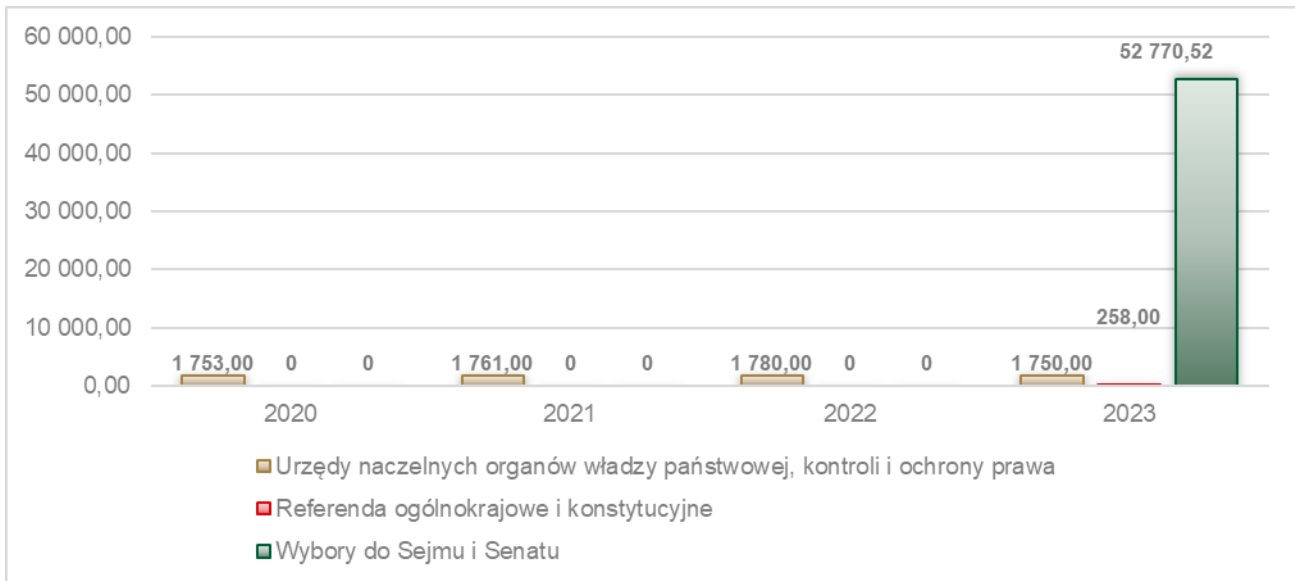 60 000,00
52 770,52
50 000,00
40 000,00
30 000,00
20 000,00
10 000,00
258,00
1 753,00 0 0 1 761,00 0 0 1 780,00 0 0 1 750,00
0,00
2020 2021 2022 2023
Urzędy naczelnych organów władzy państwowej, kontroli i ochrony prawa
Referenda ogólnokrajowe i konstytucyjne
Wybory do Sejmu i Senatu